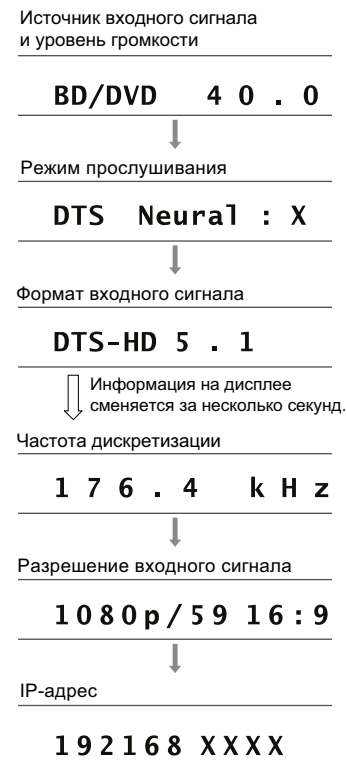 Источник входного сигнала
и уровень громкости
BD/DVD 40.0
Режим прослушивания
DTS Neural : X
Формат входного сигнала
DTS-HD 5 . 1
Информация на дисплее
сменяется за несколько секунд.
Частота дискретизации
176.4 kHz
Разрешение входного сигнала
1080p/59 16:9
IP-адрес
192168 XXXX